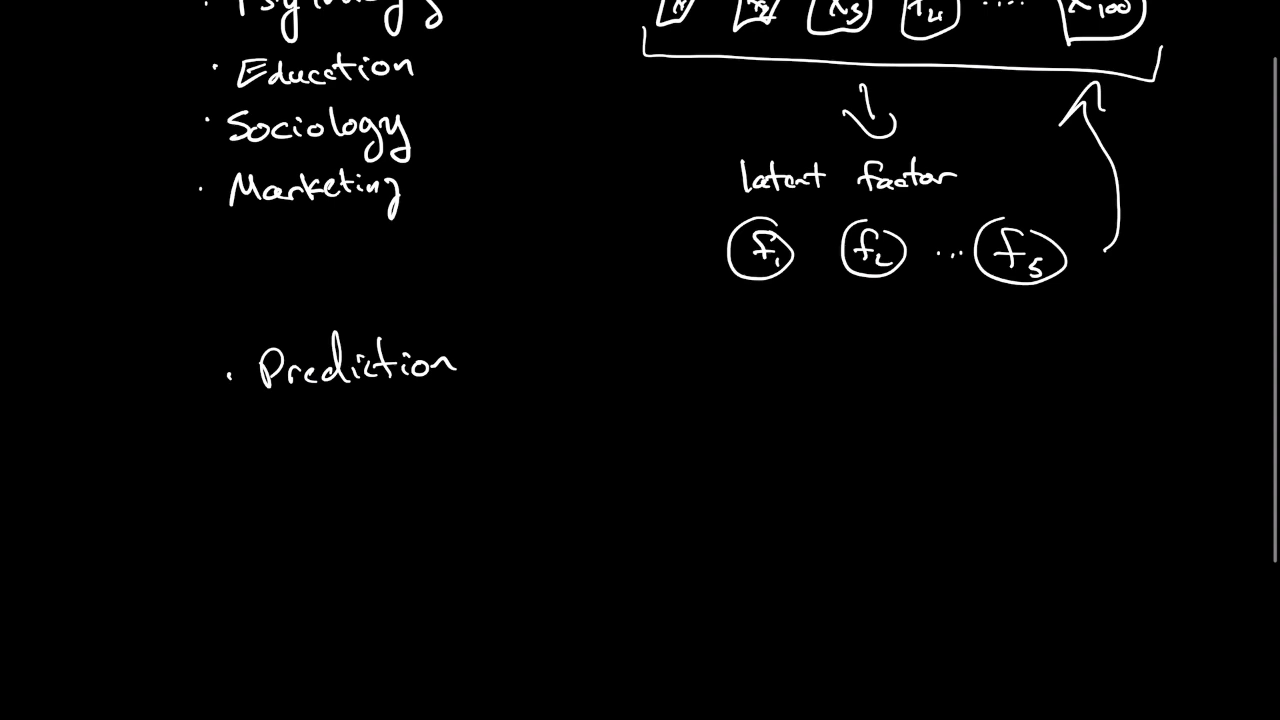 · Education
· Sociology
· Marketing
x3 x4 .... x100
latent factor
f1 f2 ... f5
· Prediction